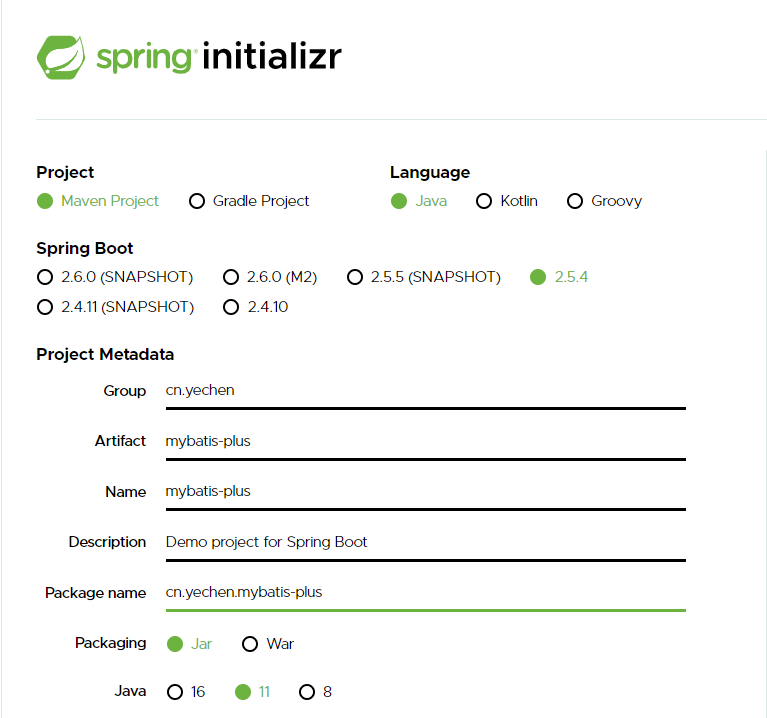 spring initializr
Project
Language
Maven Project Gradle Project
Java Kotlin Groovy
Spring Boot
2.6.0 (SNAPSHOT) 2.6.0 (M2) 2.5.5 (SNAPSHOT) 2.5.4
2.4.11 (SNAPSHOT) 2.4.10
Project Metadata
Group cn.yechen
Artifact mybatis-plus
Name mybatis-plus
Description Demo project for Spring Boot
Package name cn.yechen.mybatis-plus
Packaging Jar War
Java 16 11 8